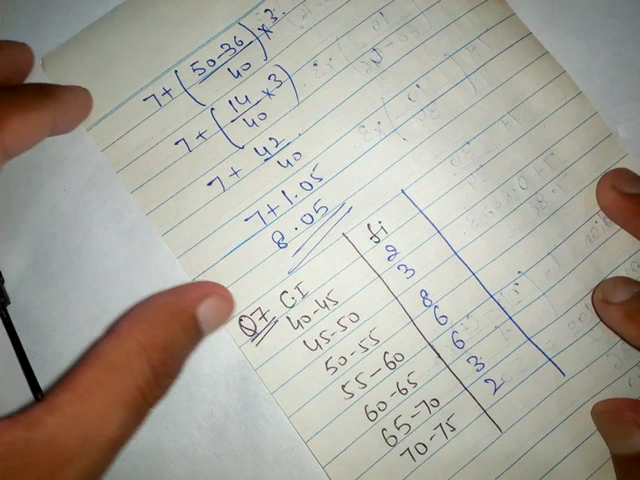 7 + (50-36/40) × 3
7 + (14/40 × 3)
7 + 42/40
7 + 1.05
8.05
Q7 CI fi
40-45 2
45-50 3
50-55 8
55-60 6
60-65 6
65-70 3
70-75 2